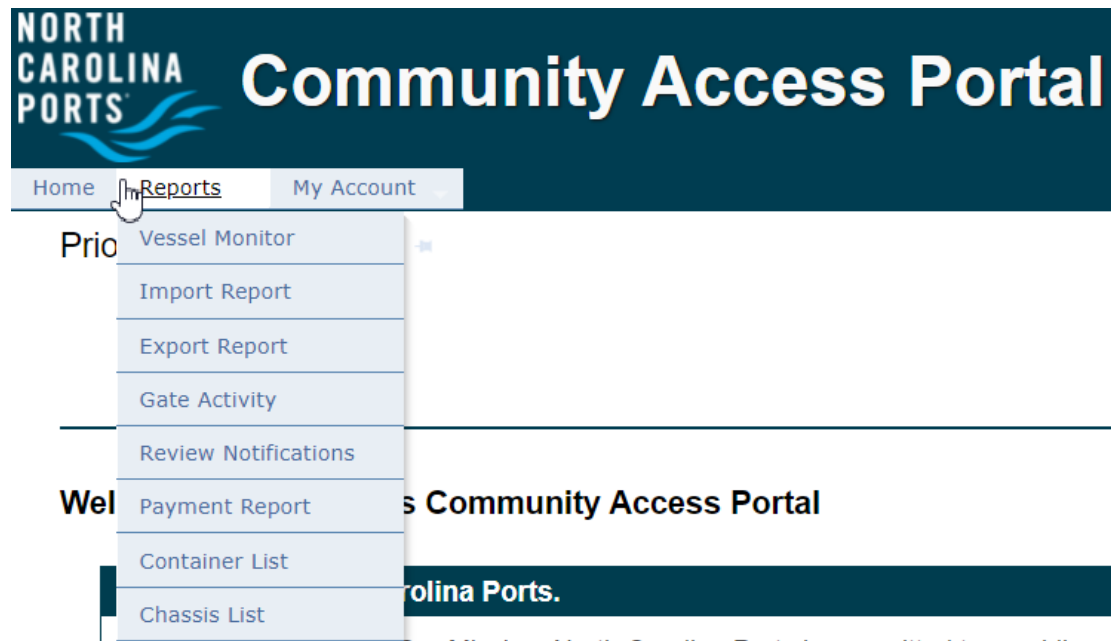 NORTH
CAROLINA
PORTS
Community Access Portal
Home Reports My Account
Prio
Vessel Monitor
Import Report
Export Report
Gate Activity
Review Notifications
Wel s Community Access Portal
Payment Report
Container List
rolina Ports.
Chassis List